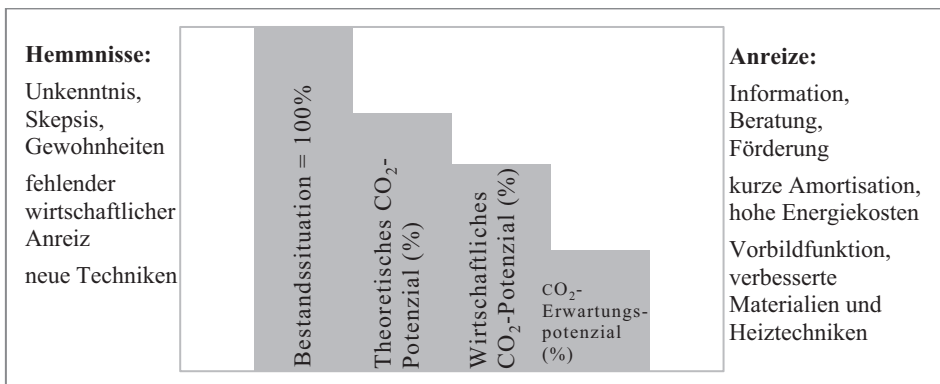 Hemmnisse:
Unkenntnis,
Skepsis,
Gewohnheiten
fehlender
wirtschaftlicher
Anreiz
neue Techniken
Bestandssituation = 100%
Theoretisches CO₂-
Potenzial (%)
Wirtschaftliches
CO₂-Potenzial (%)
CO₂-
Erwartungs-
potenzial
(%)
Anreize:
Information,
Beratung,
Förderung
kurze Amortisation,
hohe Energiekosten
Vorbildfunktion,
verbesserte
Materialien und
Heiztechniken